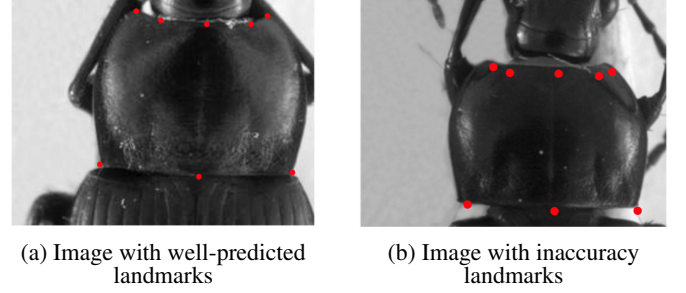 (a) Image with well-predicted
landmarks
(b) Image with inaccuracy
landmarks